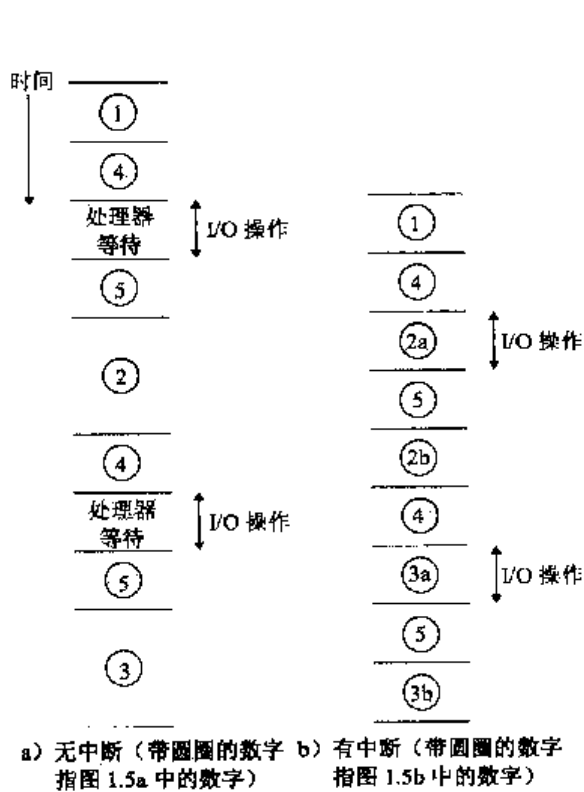 时间
①
④
处理器
等待
I/O 操作
⑤
②
④
处理器
等待
I/O 操作
⑤
③
①
④
2a
I/O 操作
⑤
2b
④
3a
I/O 操作
⑤
3b
a）无中断（带圆圈的数字
指图 1.5a 中的数字）
b）有中断（带圆圈的数字
指图 1.5b 中的数字）